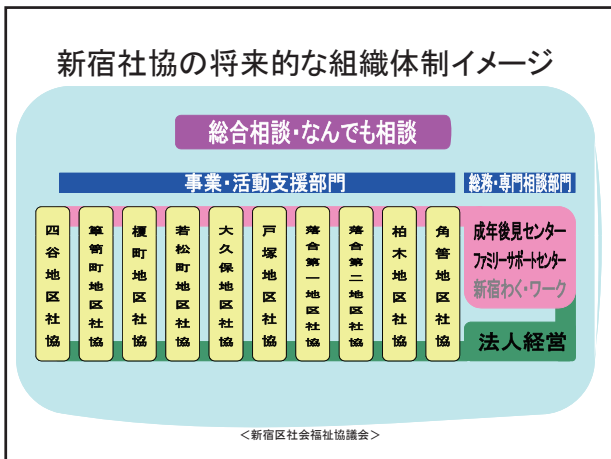 新宿社協の将来的な組織体制イメージ
総合相談・なんでも相談
事業・活動支援部門
総務・専門相談部門
四谷地区社協
箪笥町地区社協
榎町地区社協
若松町地区社協
大久保地区社協
戸塚地区社協
落合第一地区社協
落合第二地区社協
柏木地区社協
角筈地区社協
成年後見センター
ファミリーサポートセンター
新宿わく・ワーク
法人経営
＜新宿区社会福祉協議会＞